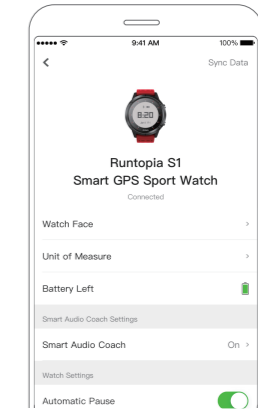 9:41 AM 100%
Sync Data
8:20
Runtopia S1
Smart GPS Sport Watch
Connected
Watch Face
Unit of Measure
Battery Left
Smart Audio Coach Settings
Smart Audio Coach On
Watch Settings
Automatic Pause